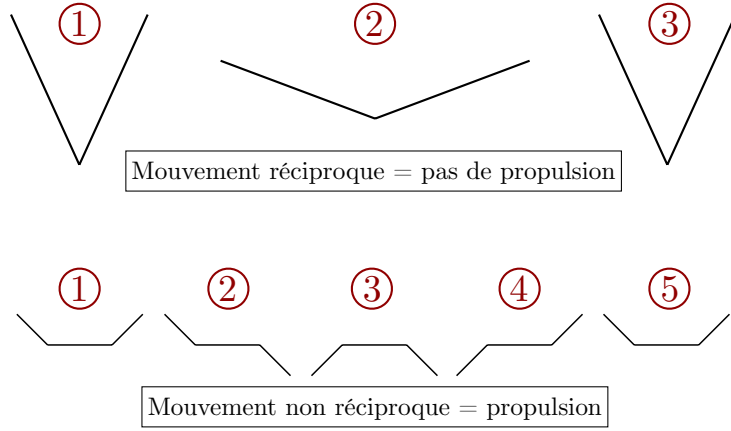 ① ② ③
Mouvement réciproque = pas de propulsion
① ② ③ ④ ⑤
Mouvement non réciproque = propulsion